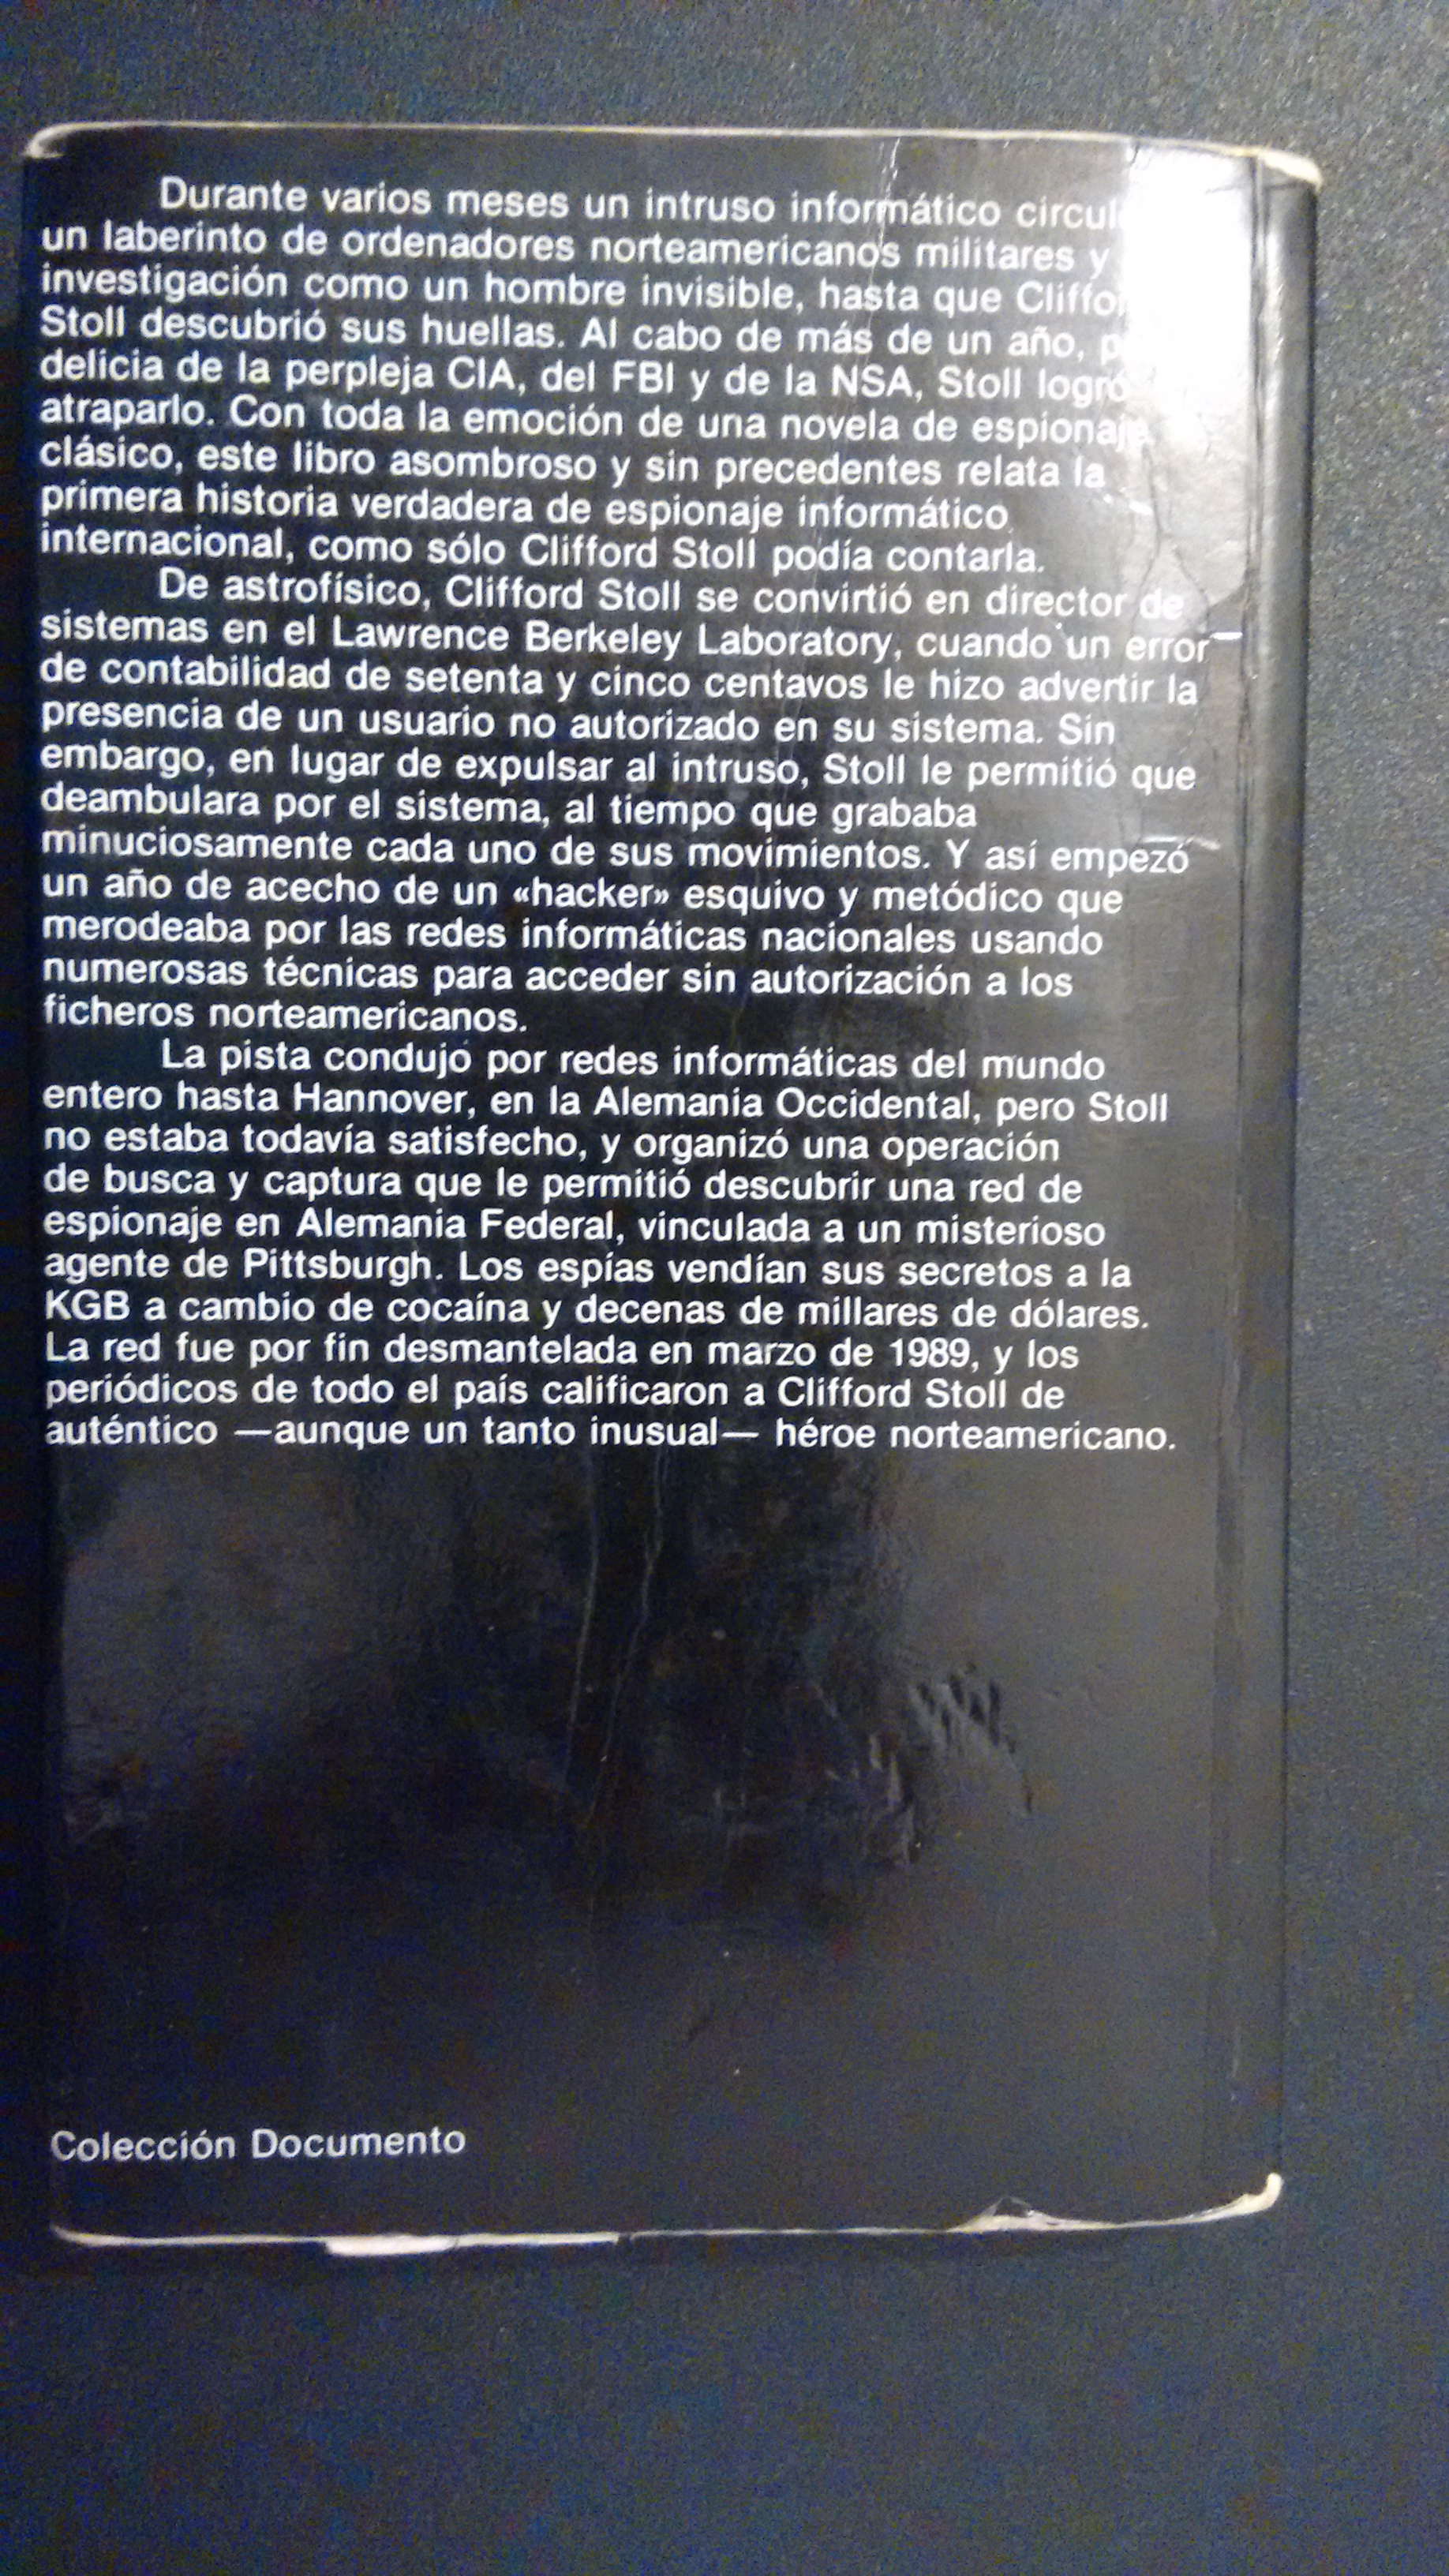 Durante varios meses un intruso informático
un laberinto de ordenadores norteamericanos militares y
investigación como un hombre invisible, hasta que
Stoll descubrió sus huellas. Al cabo de más de un año,
delicia de la perpleja CIA, del FBI y de la NSA, Stoll logró
atraparlo. Con toda la emoción de una novela de espionaje
clásico, este libro asombroso y sin precedentes relata la
primera historia verdadera de espionaje informático
internacional, como sólo Clifford Stoll podía contarla.
De astrofísico, Clifford Stoll se convirtió en director de
sistemas en el Lawrence Berkeley Laboratory, cuando un error
de contabilidad de setenta y cinco centavos le hizo advertir la
presencia de un usuario no autorizado en su sistema. Sin
embargo, en lugar de expulsar al intruso, Stoll le permitió que
deambulara por el sistema, al tiempo que grababa
minuciosamente cada uno de sus movimientos. Y así empezó
un año de acecho de un «hacker» esquivo y metódico que
merodeaba por las redes informáticas nacionales usando
numerosas técnicas para acceder sin autorización a los
ficheros norteamericanos.
La pista condujo por redes informáticas del mundo
entero hasta Hannover, en la Alemania Occidental, pero Stoll
no estaba todavía satisfecho, y organizó una operación
de busca y captura que le permitió descubrir una red de
espionaje en Alemania Federal, vinculada a un misterioso
agente de Pittsburgh. Los espías vendían sus secretos a la
KGB a cambio de cocaína y decenas de millares de dólares.
La red fue por fin desmantelada en marzo de 1989, y los
periódicos de todo el país calificaron a Clifford Stoll de
auténtico —aunque un tanto inusual— héroe norteamericano.
Colección Documento